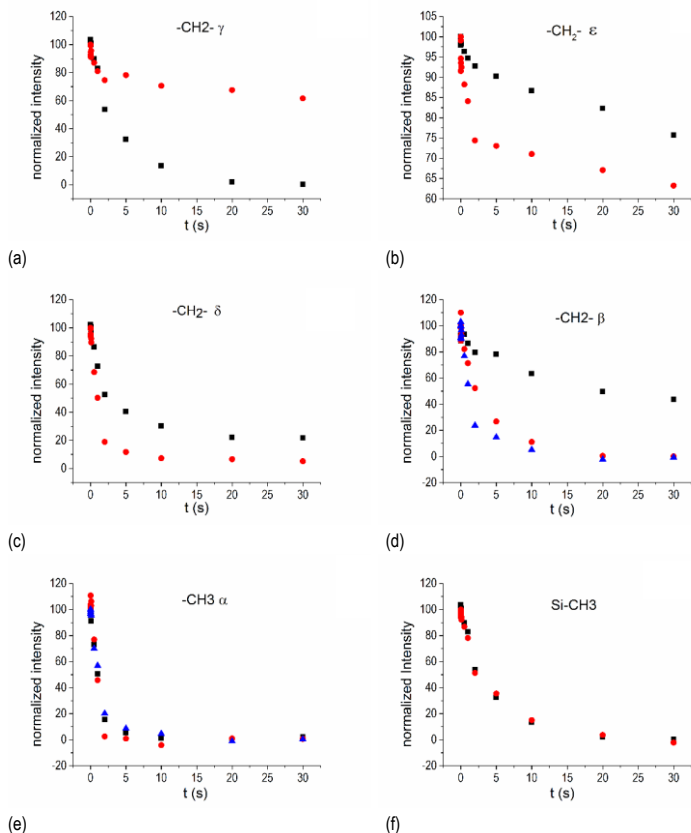 -CH2- γ
normalized intensity
120
100
80
60
40
20
0
0 5 10 15 20 25 30
t (s)
(a)
-CH2- ε
normalized intensity
105
100
95
90
85
80
75
70
65
60
0 5 10 15 20 25 30
t (s)
(b)
-CH2- δ
normalized intensity
120
100
80
60
40
20
0
0 5 10 15 20 25 30
t (s)
(c)
-CH2- β
normalized intensity
120
100
80
60
40
20
0
-20
0 5 10 15 20 25 30
t (s)
(d)
-CH3 α
normalized intensity
120
100
80
60
40
20
0
-20
0 5 10 15 20 25 30
t (s)
(e)
Si-CH3
normalized Intensity
120
100
80
60
40
20
0
-20
0 5 10 15 20 25 30
t (s)
(f)